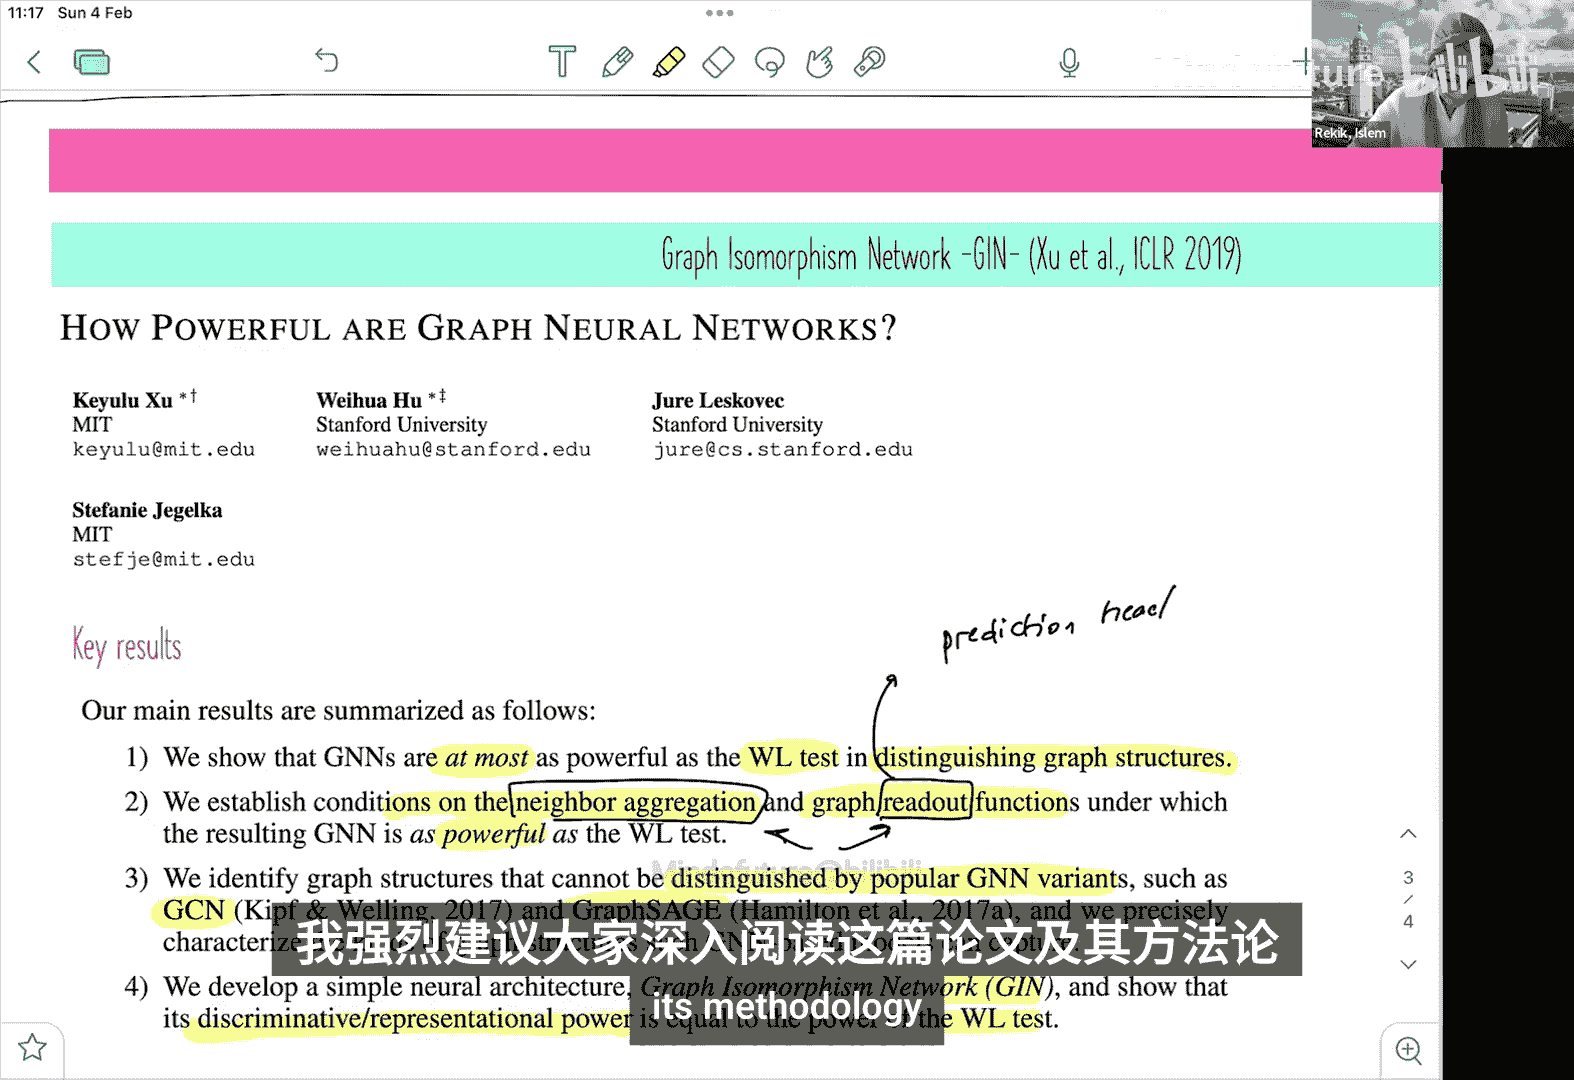 11:17 Sun 4 Feb
ture bilibili
Rekik, Islem
Graph Isomorphism Network -GIN- (Xu et al., ICLR 2019)
HOW POWERFUL ARE GRAPH NEURAL NETWORKS?
Keyulu Xu *† Weihua Hu *‡ Jure Leskovec
MIT Stanford University Stanford University
keyulu@mit.edu weihuahu@stanford.edu jure@cs.stanford.edu
Stefanie Jegelka
MIT
stefje@mit.edu
prediction head
Key results
Our main results are summarized as follows:
1) We show that GNNs are at most as powerful as the WL test in distinguishing graph structures.
2) We establish conditions on the neighbor aggregation and graph readout functions under which
the resulting GNN is as powerful as the WL test.
3) We identify graph structures that cannot be distinguished by popular GNN variants, such as
GCN (Kipf & Welling, 2017) and GraphSAGE (Hamilton et al., 2017a), and we precisely
characterize
我强烈建议大家深入阅读这篇论文及其方法论
4) We develop a simple neural architecture, Graph Isomorphism Network (GIN), and show that
its discriminative/representational power is equal to the power of the WL test.
its methodology
3
/
4